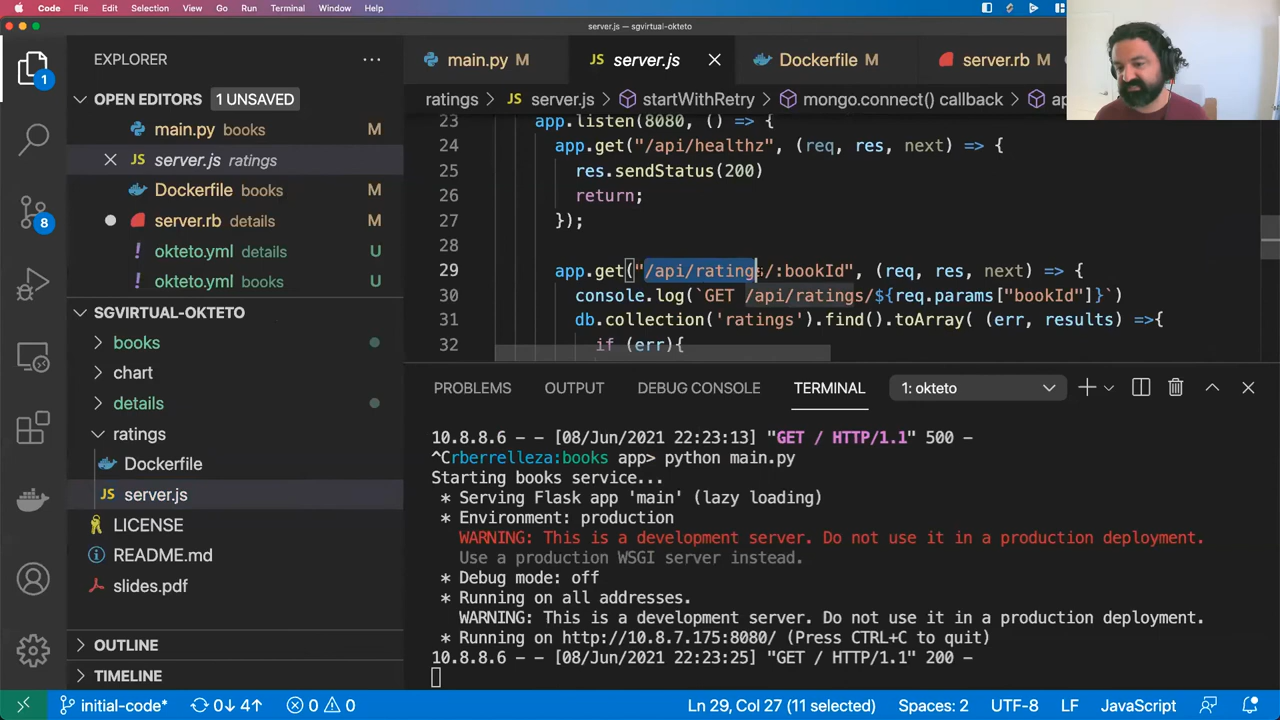 Code File Edit Selection View Go Run Terminal Window Help
server.js — sgvirtual-okteto
EXPLORER
OPEN EDITORS 1 UNSAVED
main.py books M
JS server.js ratings
Dockerfile books M
server.rb details M
! okteto.yml details U
! okteto.yml books U
SGVIRTUAL-OKTETO
books
chart
details
ratings
Dockerfile
JS server.js
LICENSE
README.md
slides.pdf
OUTLINE
TIMELINE
1
8
main.py M JS server.js Dockerfile M server.rb M
ratings > JS server.js > startWithRetry > mongo.connect() callback
23 app.listen(8080, () => {
24 app.get("/api/healthz", (req, res, next) => {
25 res.sendStatus(200)
26 return;
27 });
28
29 app.get("/api/ratings/:bookId", (req, res, next) => {
30 console.log(`GET /api/ratings/${req.params["bookId"]}`)
31 db.collection('ratings').find().toArray( (err, results) =>{
32 if (err){
PROBLEMS OUTPUT DEBUG CONSOLE TERMINAL 1: okteto
10.8.8.6 - - [08/Jun/2021 22:23:13] "GET / HTTP/1.1" 500 -
^Crberrelleza:books app> python main.py
Starting books service...
* Serving Flask app 'main' (lazy loading)
* Environment: production
WARNING: This is a development server. Do not use it in a production deployment.
Use a production WSGI server instead.
* Debug mode: off
* Running on all addresses.
WARNING: This is a development server. Do not use it in a production deployment.
* Running on http://10.8.7.175:8080/ (Press CTRL+C to quit)
10.8.8.6 - - [08/Jun/2021 22:23:25] "GET / HTTP/1.1" 200 -
initial-code* 0↓ 4↑ 0 0 Ln 29, Col 27 (11 selected) Spaces: 2 UTF-8 LF JavaScript